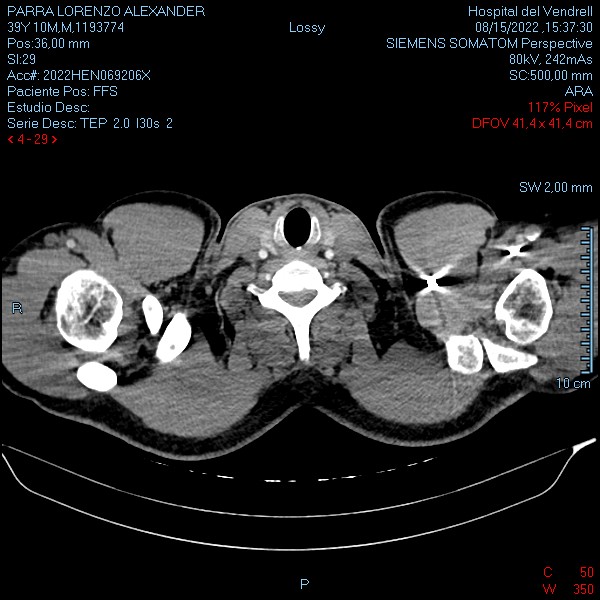 PARRA LORENZO ALEXANDER
39Y 10M,M,1193774
Pos:36,00 mm
SI:29
Acc#: 2022HEN069206X
Paciente Pos: FFS
Estudio Desc:
Serie Desc: TEP 2.0 I30s 2
< 4 - 29 >
Lossy
Hospital del Vendrell
08/15/2022 ,15:37:30
SIEMENS SOMATOM Perspective
80kV, 242mAs
SC:500,00 mm
ARA
117% Pixel
DFOV 41,4 x 41,4 cm
SW 2,00 mm
R
10 cm
P
C 50
W 350